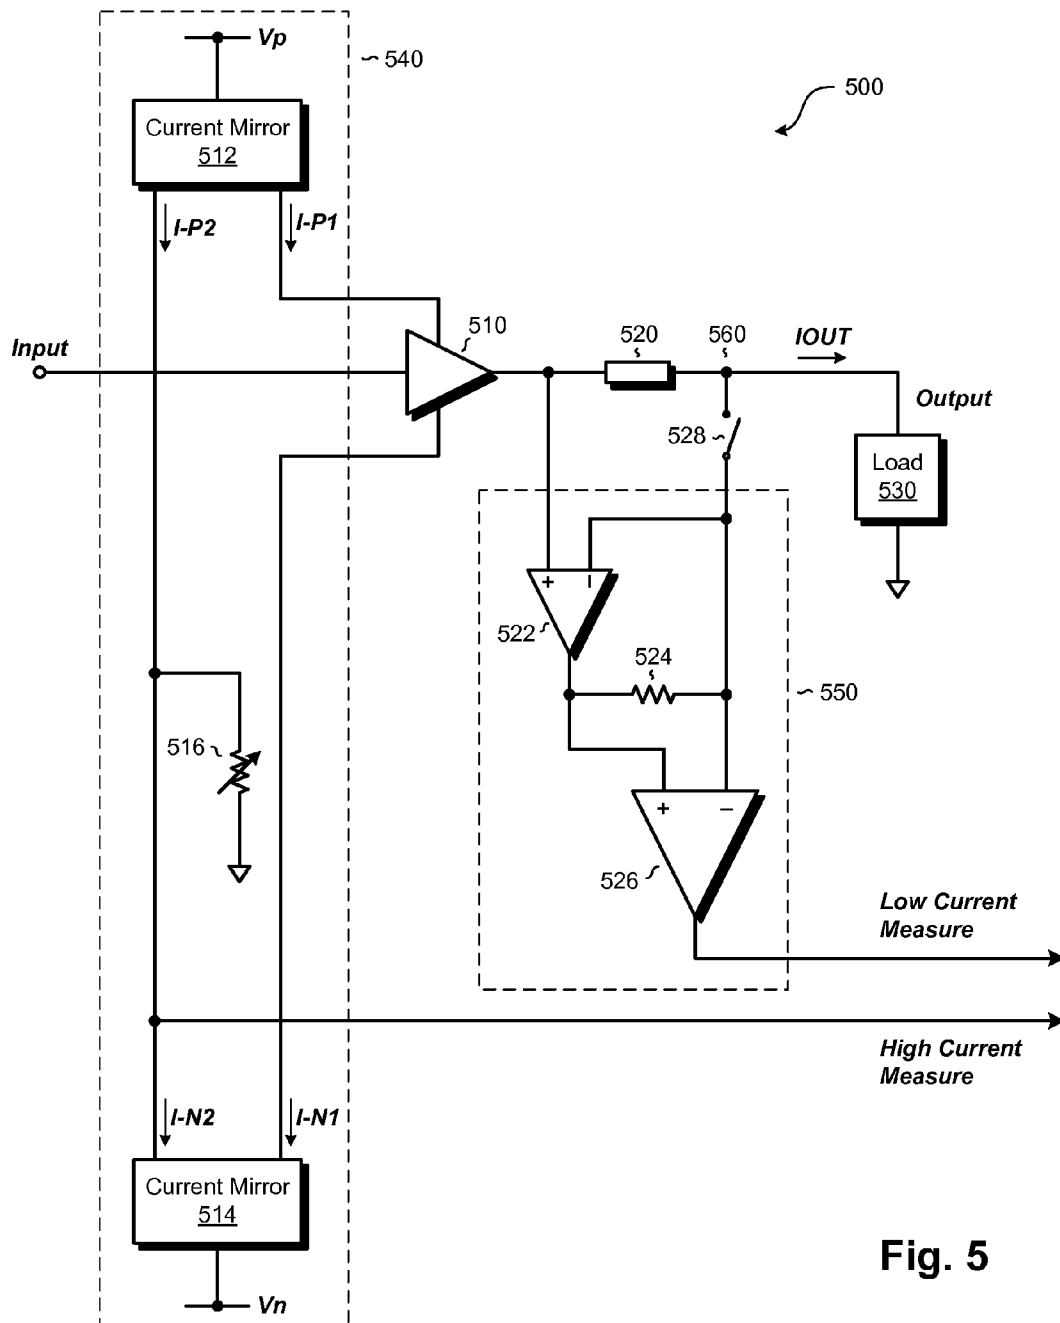 Vp
540
500
Current Mirror
512
I-P2
I-P1
Input
510
520
560
IOUT
Output
528
Load
530
+
–
522
524
550
516
+
–
526
Low Current
Measure
High Current
Measure
I-N2
I-N1
Current Mirror
514
Vn
Fig. 5